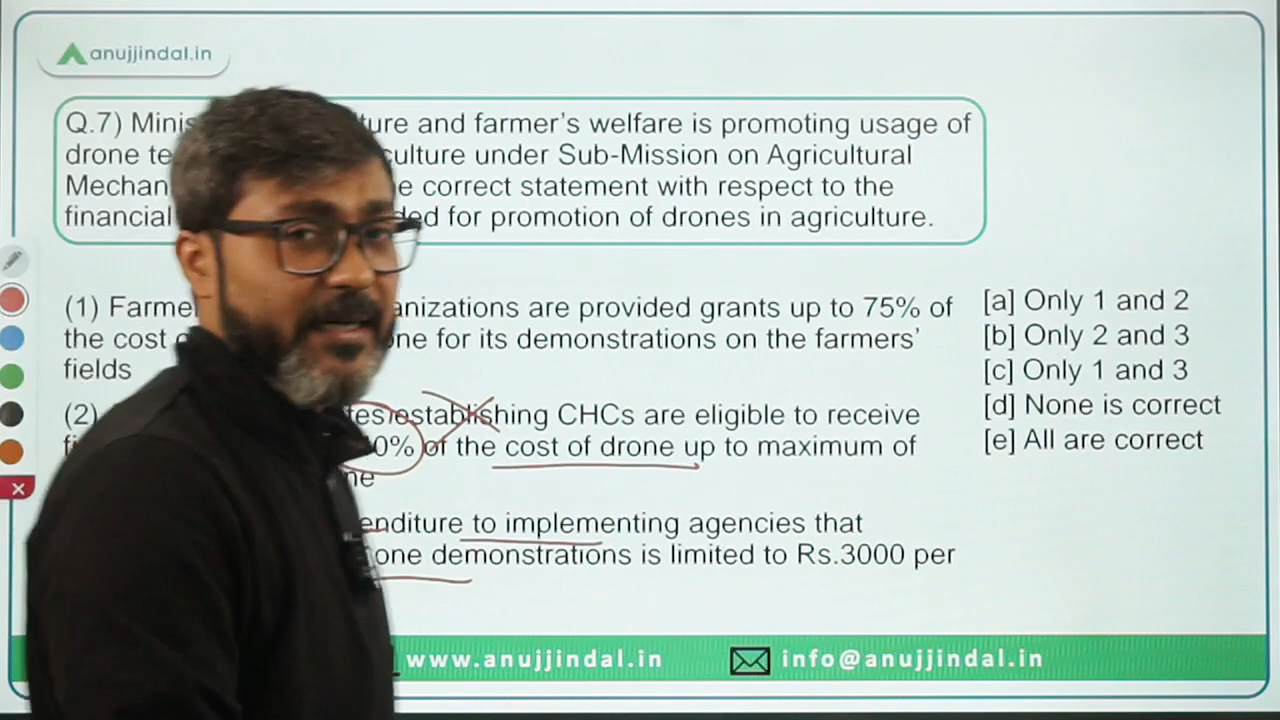 anujjindal.in
Q.7) Minis ture and farmer's welfare is promoting usage of
drone te culture under Sub-Mission on Agricultural
Mechan e correct statement with respect to the
financial ded for promotion of drones in agriculture.
(1) Farmer anizations are provided grants up to 75% of
the cost o one for its demonstrations on the farmers'
fields
(2) tes establishing CHCs are eligible to receive
fi 0% of the cost of drone up to maximum of
ne
enditure to implementing agencies that
one demonstrations is limited to Rs.3000 per
[a] Only 1 and 2
[b] Only 2 and 3
[c] Only 1 and 3
[d] None is correct
[e] All are correct
www.anujjindal.in info@anujjindal.in